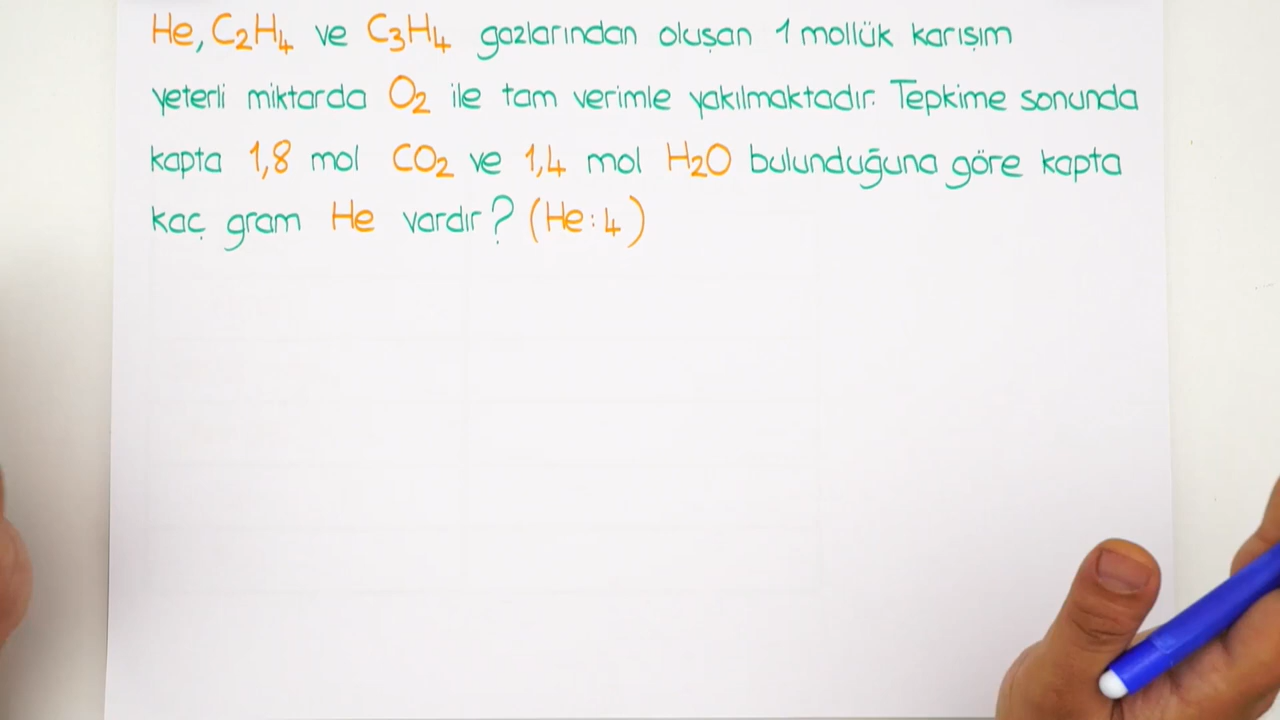 He, C₂H₄ ve C₃H₄ gazlarından oluşan 1 mollük karışım
yeterli miktarda O₂ ile tam verimle yakılmaktadır. Tepkime sonunda
kapta 1,8 mol CO₂ ve 1,4 mol H₂O bulunduğuna göre kapta
kaç gram He vardır? (He:4)